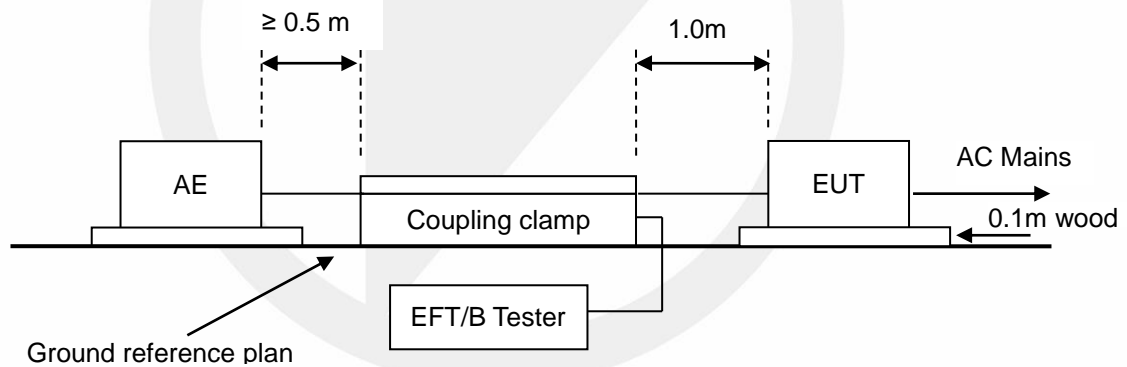 ≥ 0.5 m
1.0m
AE
Coupling clamp
EUT
AC Mains
0.1m wood
EFT/B Tester
Ground reference plan